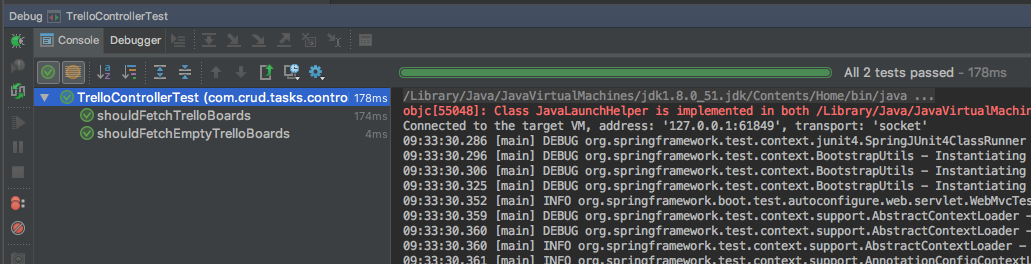 Debug TrelloControllerTest
Console Debugger
All 2 tests passed - 178ms
TrelloControllerTest (com.crud.tasks.contro 178ms
shouldFetchTrelloBoards 174ms
shouldFetchEmptyTrelloBoards 4ms
/Library/Java/JavaVirtualMachines/jdk1.8.0_51.jdk/Contents/Home/bin/java ...
objc[55048]: Class JavaLaunchHelper is implemented in both /Library/Java/JavaVirtualMachin
Connected to the target VM, address: '127.0.0.1:61849', transport: 'socket'
09:33:30.286 [main] DEBUG org.springframework.test.context.junit4.SpringJUnit4ClassRunner
09:33:30.296 [main] DEBUG org.springframework.test.context.BootstrapUtils - Instantiating
09:33:30.306 [main] DEBUG org.springframework.test.context.BootstrapUtils - Instantiating
09:33:30.325 [main] DEBUG org.springframework.test.context.BootstrapUtils - Instantiating
09:33:30.352 [main] INFO org.springframework.boot.test.autoconfigure.web.servlet.WebMvcTes
09:33:30.359 [main] DEBUG org.springframework.test.context.support.AbstractContextLoader -
09:33:30.360 [main] DEBUG org.springframework.test.context.support.AbstractContextLoader -
09:33:30.360 [main] INFO org.springframework.test.context.support.AbstractContextLoader -
09:33:30.361 [main] INFO org.springframework.test.context.support.AnnotationConfigContextL